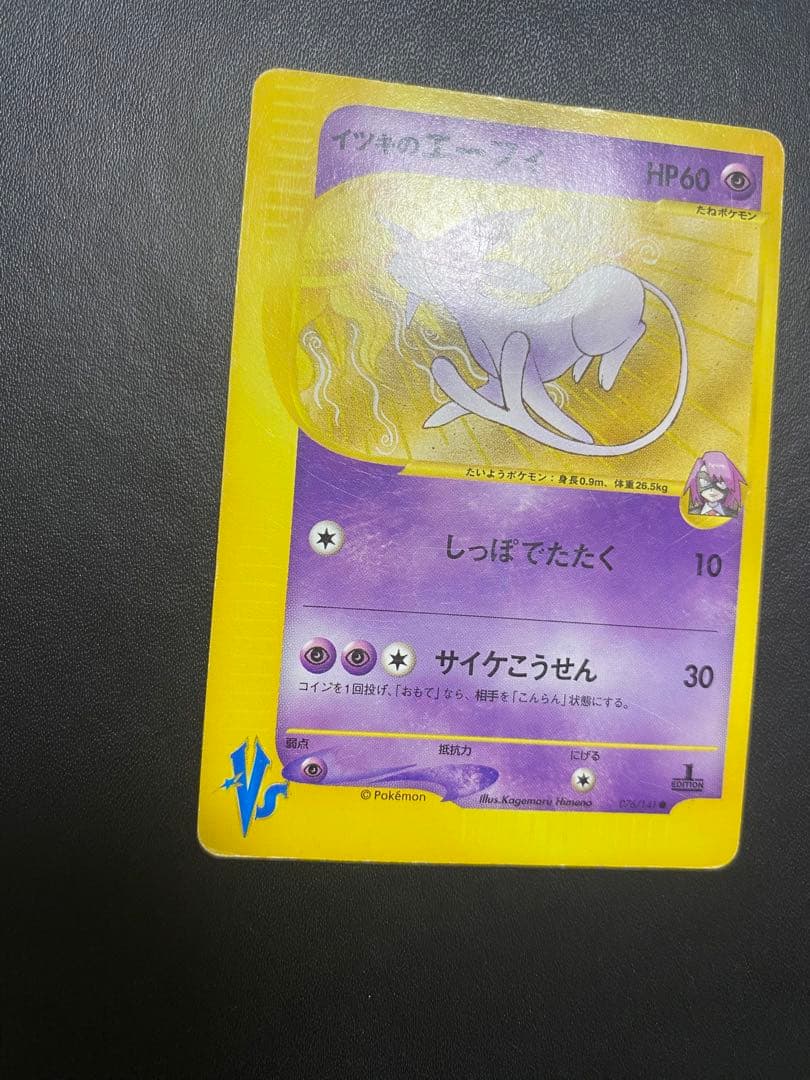 イツキのエーフィ
HP60
たねポケモン
たいようポケモン：身長0.9m、体重26.5kg
しっぽでたたく 10
サイケこうせん 30
コインを1回投げ、「おもて」なら、相手を「こんらん」状態にする。
弱点 抵抗力 にげる
VS
©Pokémon Illus.Kagemaru Himeno 076/141●
1
EDITION